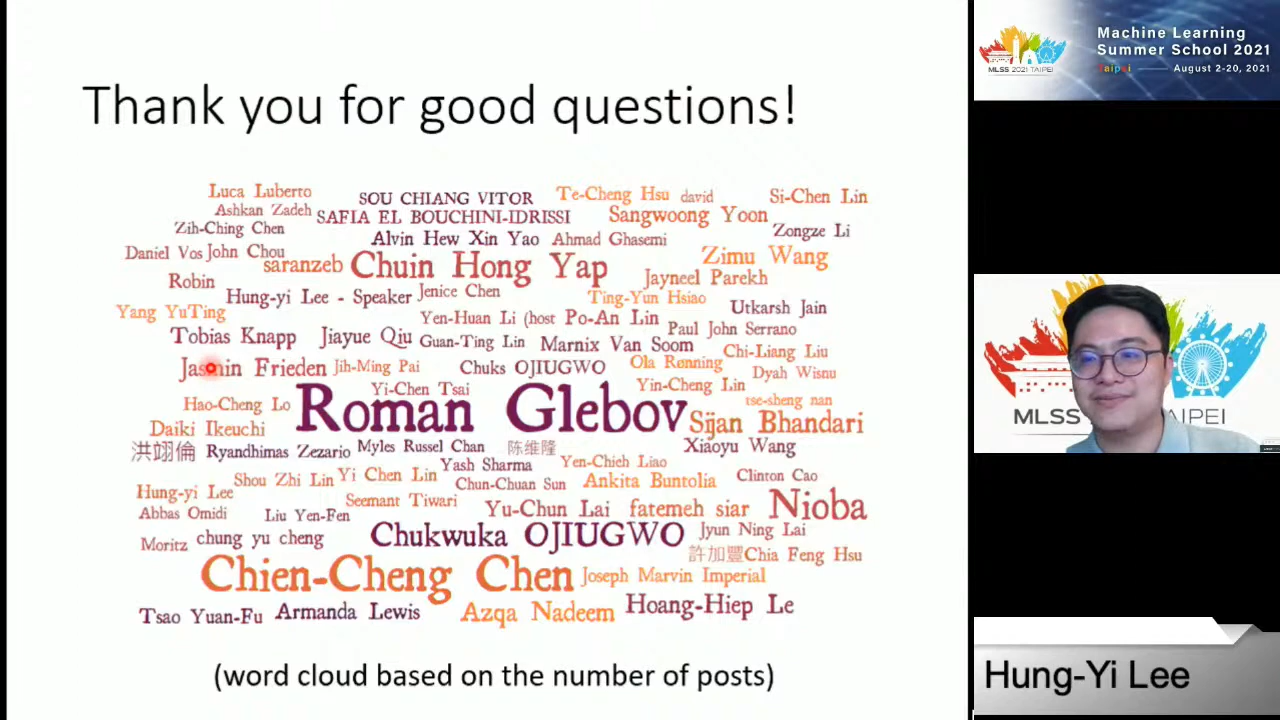 Thank you for good questions!
Luca Luberto
SOU CHIANG VITOR
Te-Cheng Hsu
david
Si-Chen Lin
Ashkan Zadeh
SAFIA EL BOUCHINI-IDRISSI
Sangwoong Yoon
Zih-Ching Chen
Alvin Hew Xin Yao
Ahmad Ghasemi
Zongze Li
Daniel Vos
John Chou
saranzeb
Chuin Hong Yap
Zimu Wang
Robin
Jayneel Parekh
Hung-yi Lee - Speaker
Jenice Chen
Ting-Yun Hsiao
Utkarsh Jain
Yang YuTing
Yen-Huan Li (host
Po-An Lin
Paul John Serrano
Tobias Knapp
Jiayue Qiu
Guan-Ting Lin
Marnix Van Soom
Chi-Liang Liu
Jasmin Frieden
Jih-Ming Pai
Chuks OJIUGWO
Ola Rønning
Dyah Wisnu
Yi-Chen Tsai
Yin-Cheng Lin
Hao-Cheng Lo
Roman Glebov
tse-sheng nan
Daiki Ikeuchi
Sijan Bhandari
洪翊倫
Ryandhimas Zezario
Myles Russel Chan
陈维隆
Xiaoyu Wang
Yash Sharma
Yen-Chieh Liao
Shou Zhi Lin
Yi Chen Lin
Chun-Chuan Sun
Ankita Buntolia
Clinton Cao
Hung-yi Lee
Seemant Tiwari
Yu-Chun Lai
fatemeh siar
Nioba
Abbas Omidi
Liu Yen-Fen
Moritz
chung yu cheng
Chukwuka OJIUGWO
Jyun Ning Lai
許加豐
Chia Feng Hsu
Chien-Cheng Chen
Joseph Marvin Imperial
Tsao Yuan-Fu
Armanda Lewis
Azqa Nadeem
Hoang-Hiep Le
(word cloud based on the number of posts)
MLSS 2021 TAIPEI
Machine Learning
Summer School 2021
Taipei
August 2-20, 2021
MLSS
TAIPEI
Hung-Yi Lee